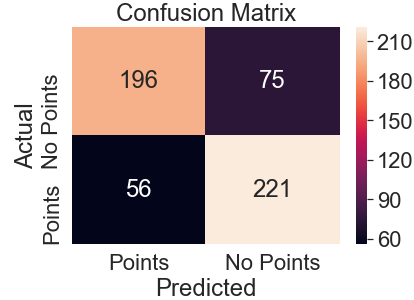 Confusion Matrix
Actual
No Points
Points
196 75
56 221
Points No Points
Predicted
210
180
150
120
90
60